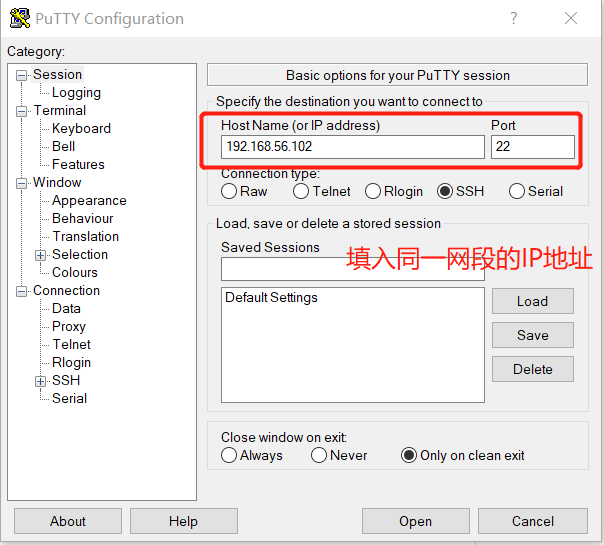 PuTTY Configuration
Category:
Session
Logging
Terminal
Keyboard
Bell
Features
Window
Appearance
Behaviour
Translation
Selection
Colours
Connection
Data
Proxy
Telnet
Rlogin
SSH
Serial
Basic options for your PuTTY session
Specify the destination you want to connect to
Host Name (or IP address) Port
192.168.56.102 22
Connection type:
Raw Telnet Rlogin SSH Serial
Load, save or delete a stored session
Saved Sessions
填入同一网段的IP地址
Default Settings
Load
Save
Delete
Close window on exit:
Always Never Only on clean exit
About Help Open Cancel